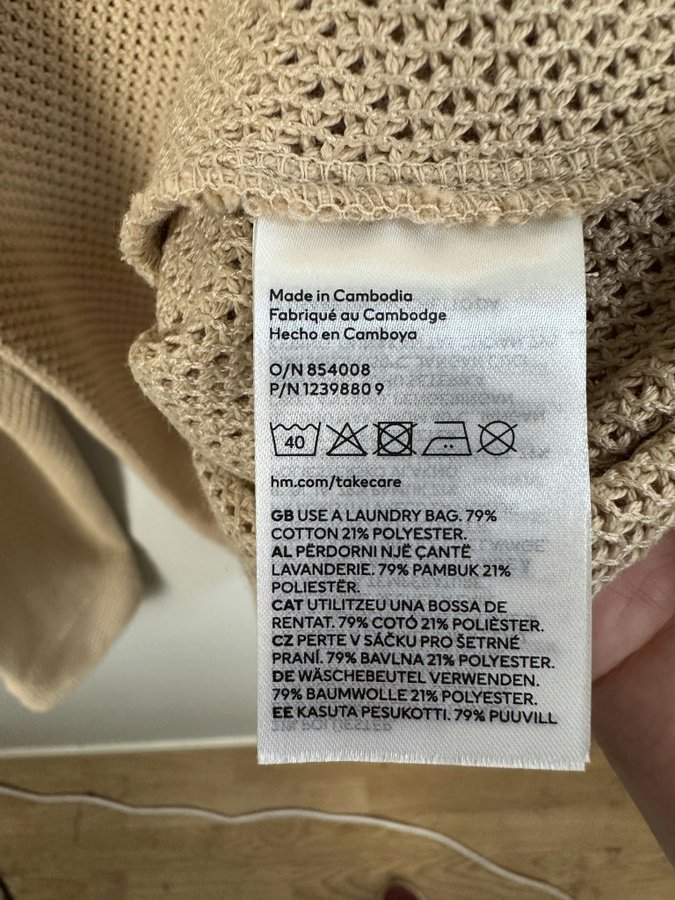 Made in Cambodia
Fabriqué au Cambodge
Hecho en Camboya
O/N 854008
P/N 1239880 9
40
hm.com/takecare
GB USE A LAUNDRY BAG. 79%
COTTON 21% POLYESTER.
AL PËRDORNI NJË ÇANTË
LAVANDERIE. 79% PAMBUK 21%
POLIESTËR.
CAT UTILITZEU UNA BOSSA DE
RENTAT. 79% COTÓ 21% POLIÈSTER.
CZ PERTE V SÁČKU PRO ŠETRNÉ
PRANÍ. 79% BAVLNA 21% POLYESTER.
DE WÄSCHEBEUTEL VERWENDEN.
79% BAUMWOLLE 21% POLYESTER.
EE KASUTA PESUKOTTI. 79% PUUVILL